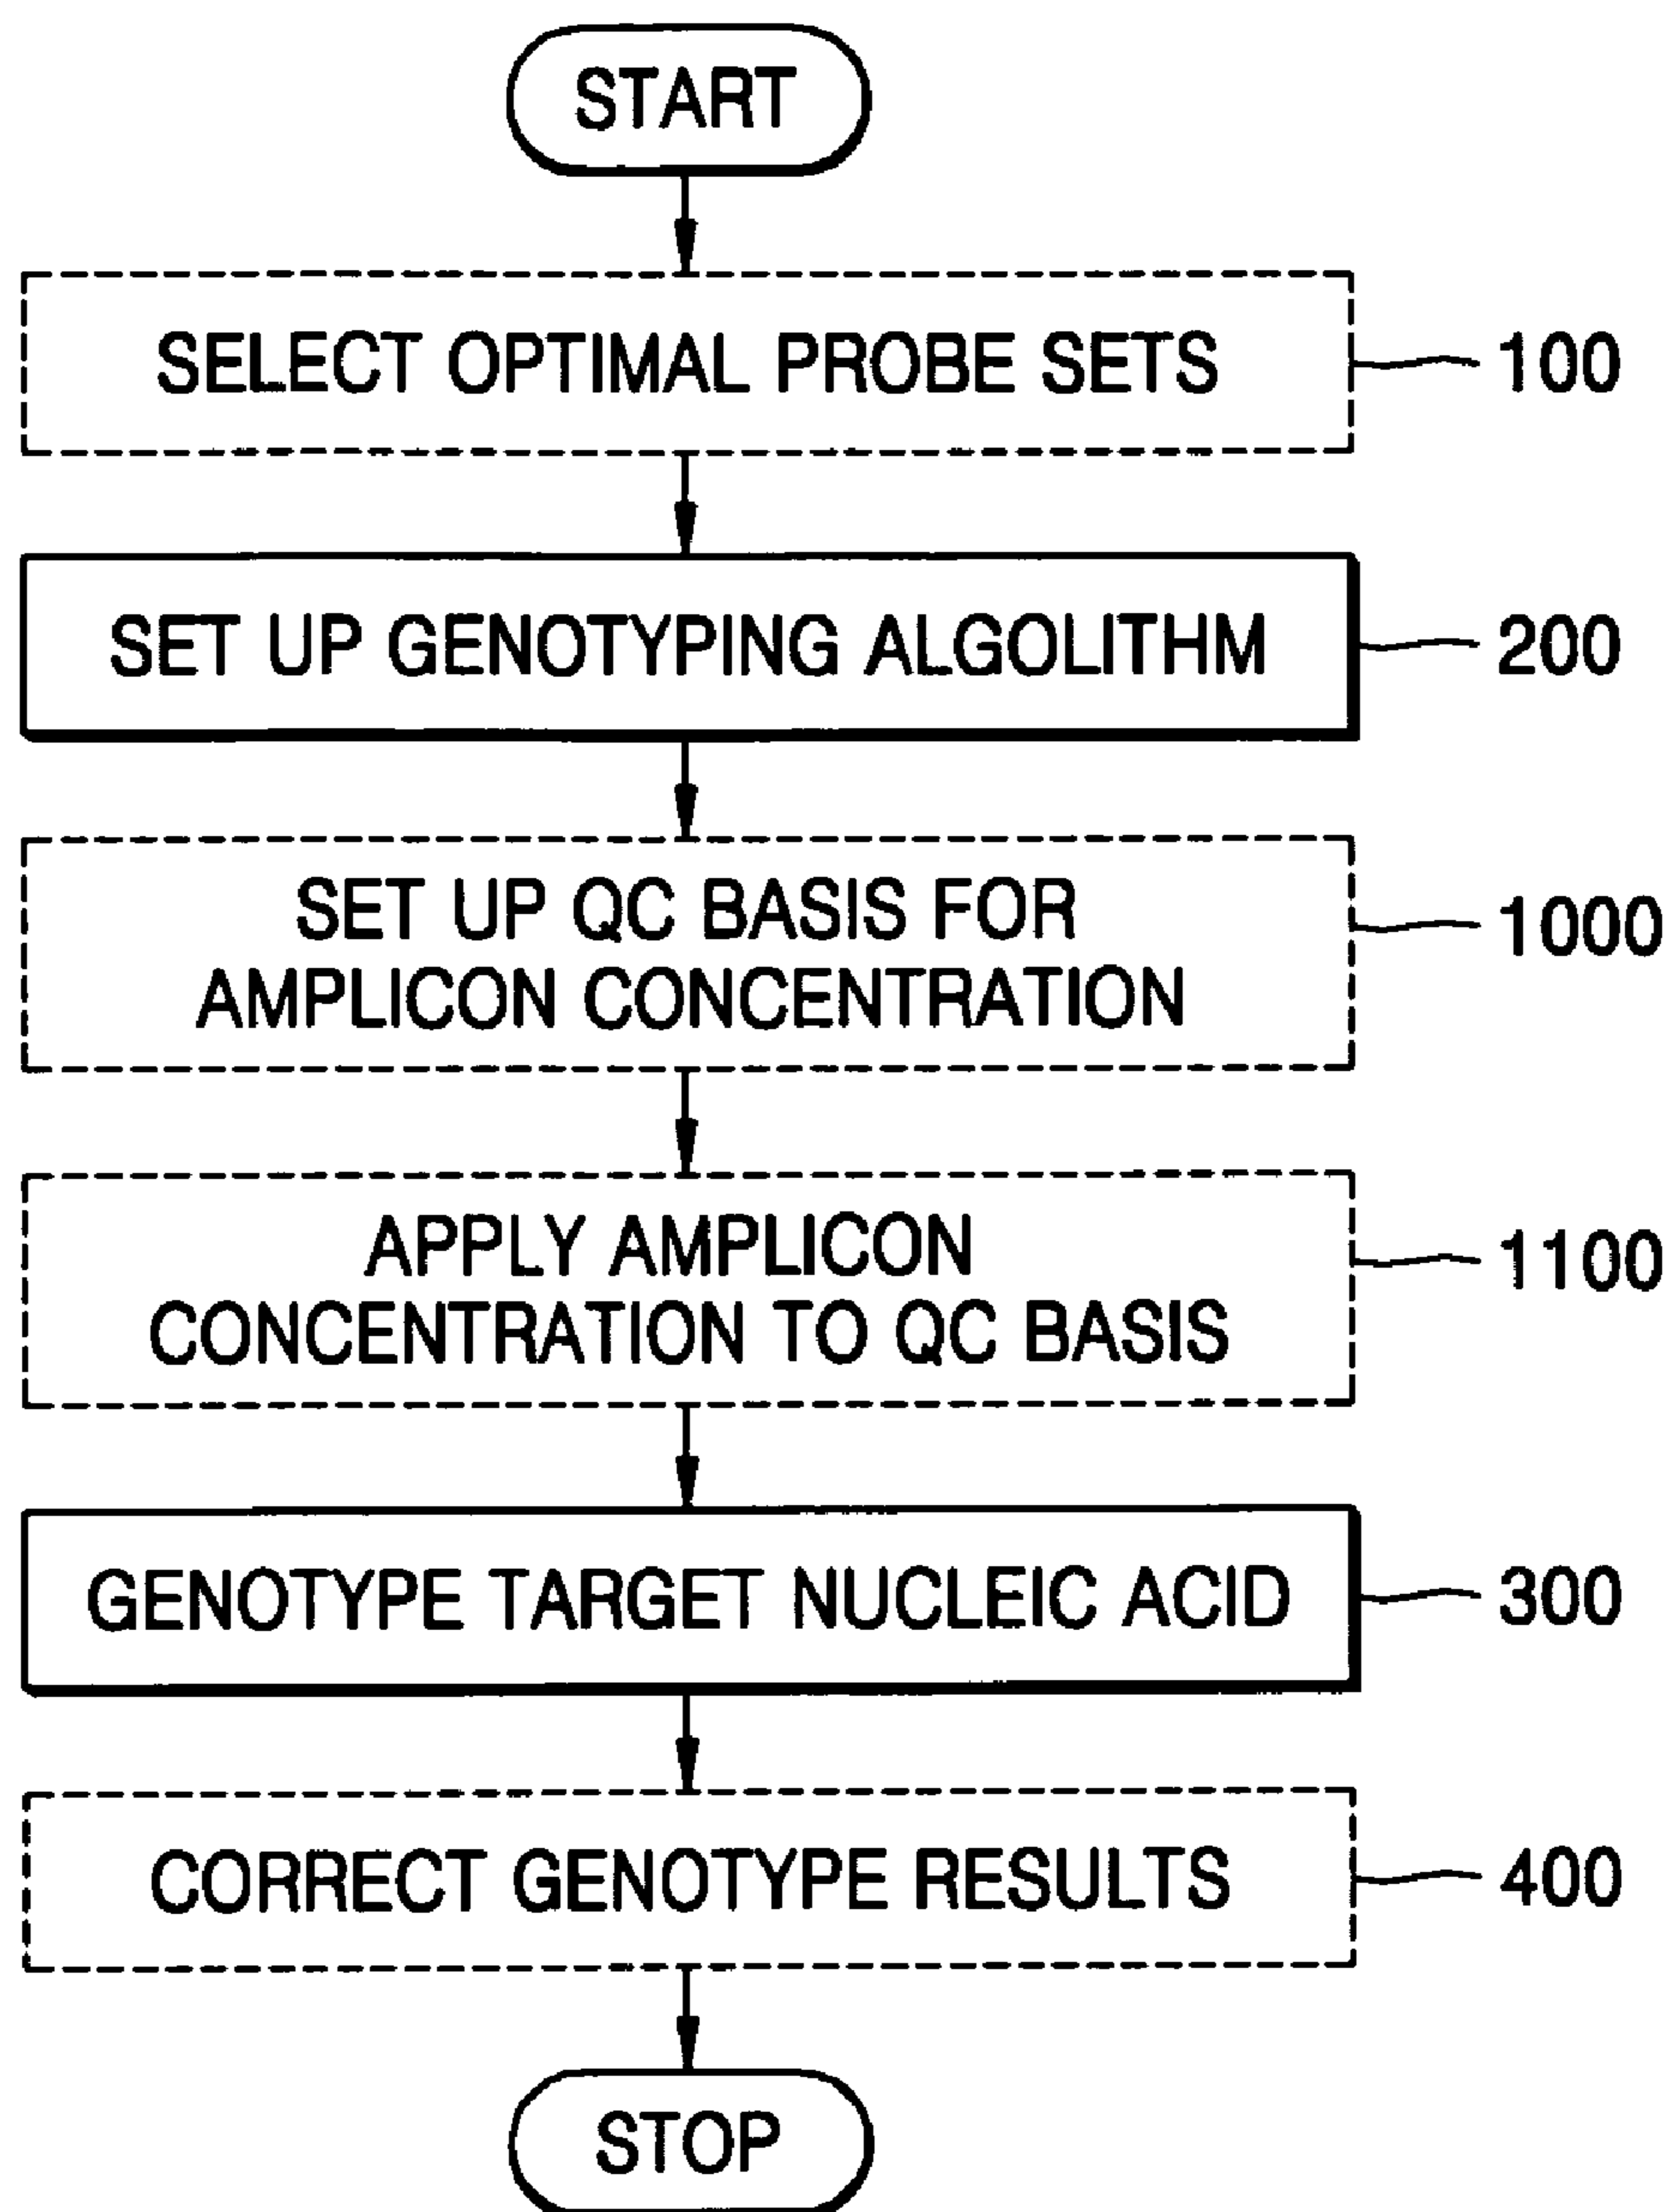 START
SELECT OPTIMAL PROBE SETS
100
SET UP GENOTYPING ALGOLITHM
200
SET UP QC BASIS FOR
AMPLICON CONCENTRATION
1000
APPLY AMPLICON
CONCENTRATION TO QC BASIS
1100
GENOTYPE TARGET NUCLEIC ACID
300
CORRECT GENOTYPE RESULTS
400
STOP